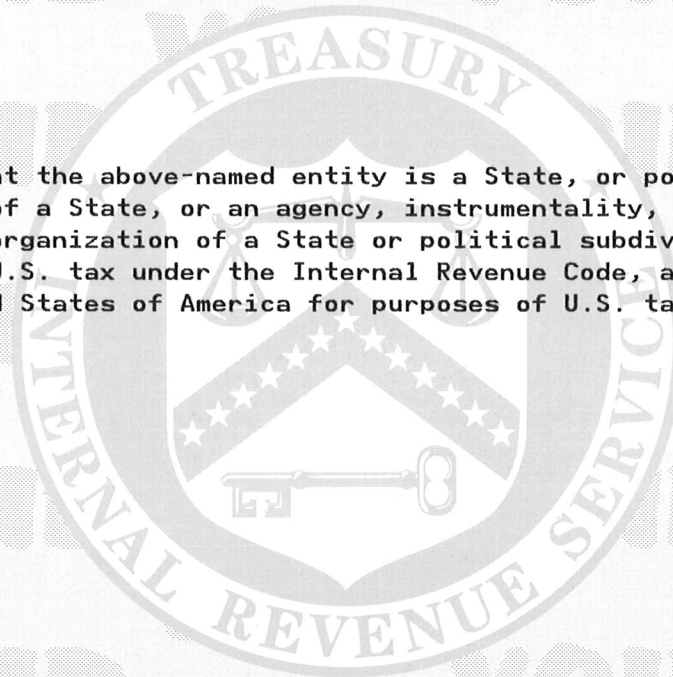 TREASURY
at the above-named entity is a State, or po
of a State, or an agency, instrumentality,
organization of a State or political subdiv
U.S. tax under the Internal Revenue Code, a
States of America for purposes of U.S. ta
INTERNAL REVENUE SERVICE